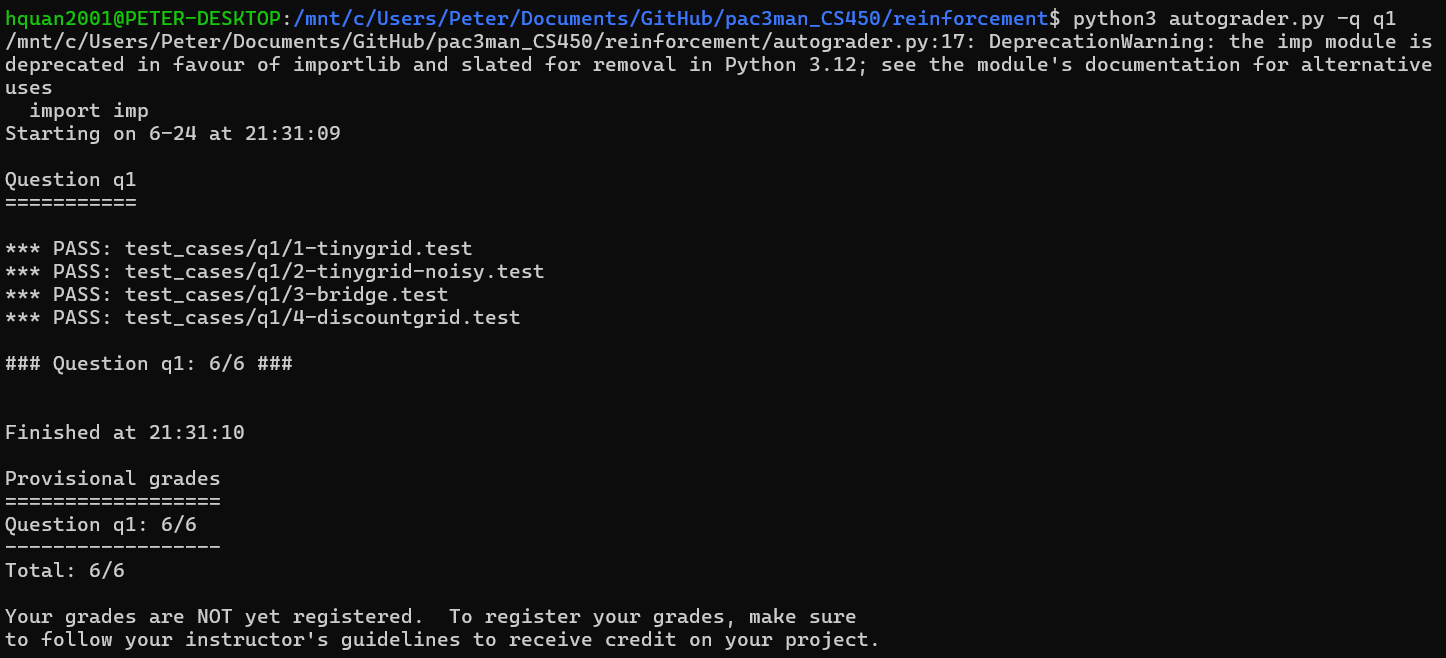 hquan2001@PETER-DESKTOP:/mnt/c/Users/Peter/Documents/GitHub/pac3man_CS450/reinforcement$ python3 autograder.py -q q1
/mnt/c/Users/Peter/Documents/GitHub/pac3man_CS450/reinforcement/autograder.py:17: DeprecationWarning: the imp module is
deprecated in favour of importlib and slated for removal in Python 3.12; see the module's documentation for alternative
uses
  import imp
Starting on 6-24 at 21:31:09

Question q1
===========

*** PASS: test_cases/q1/1-tinygrid.test
*** PASS: test_cases/q1/2-tinygrid-noisy.test
*** PASS: test_cases/q1/3-bridge.test
*** PASS: test_cases/q1/4-discountgrid.test

### Question q1: 6/6 ###


Finished at 21:31:10

Provisional grades
==================
Question q1: 6/6
------------------
Total: 6/6

Your grades are NOT yet registered.  To register your grades, make sure
to follow your instructor's guidelines to receive credit on your project.